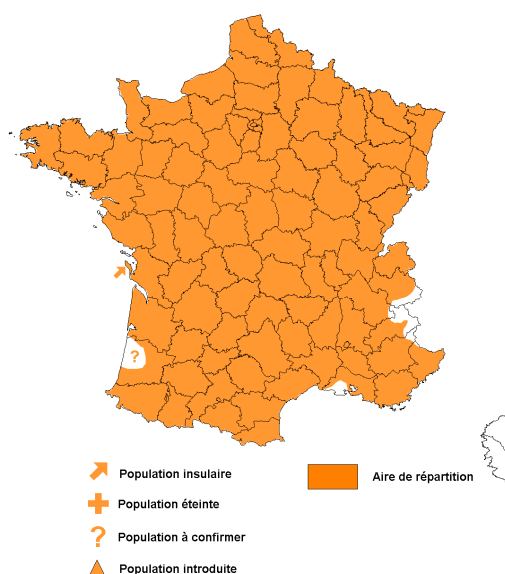 ?
Population insulaire
Aire de répartition
Population éteinte
? Population à confirmer
Population introduite